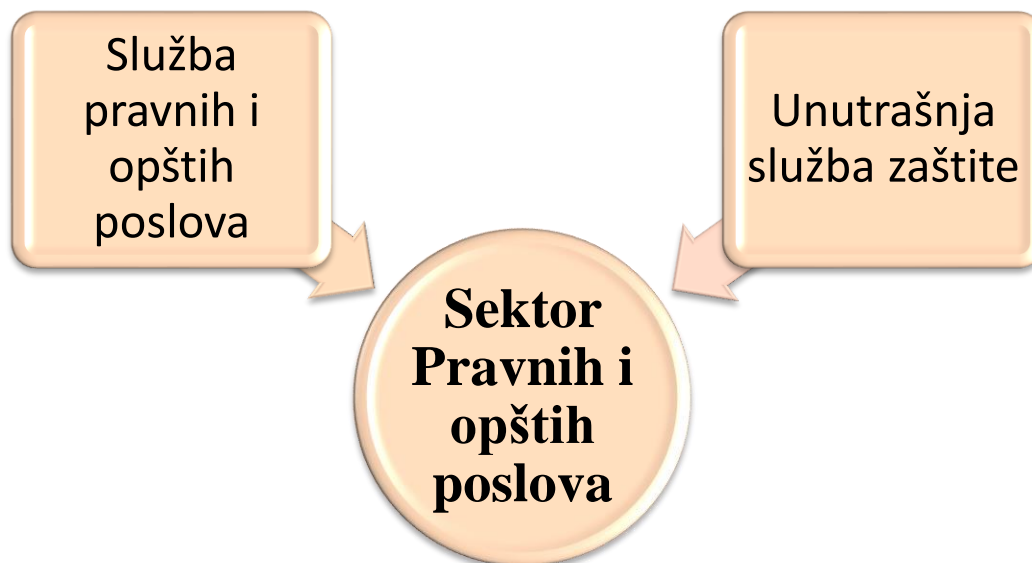 Služba
pravnih i
opštih
poslova
Unutrašnja
služba zaštite
Sektor
Pravnih i
opštih
poslova